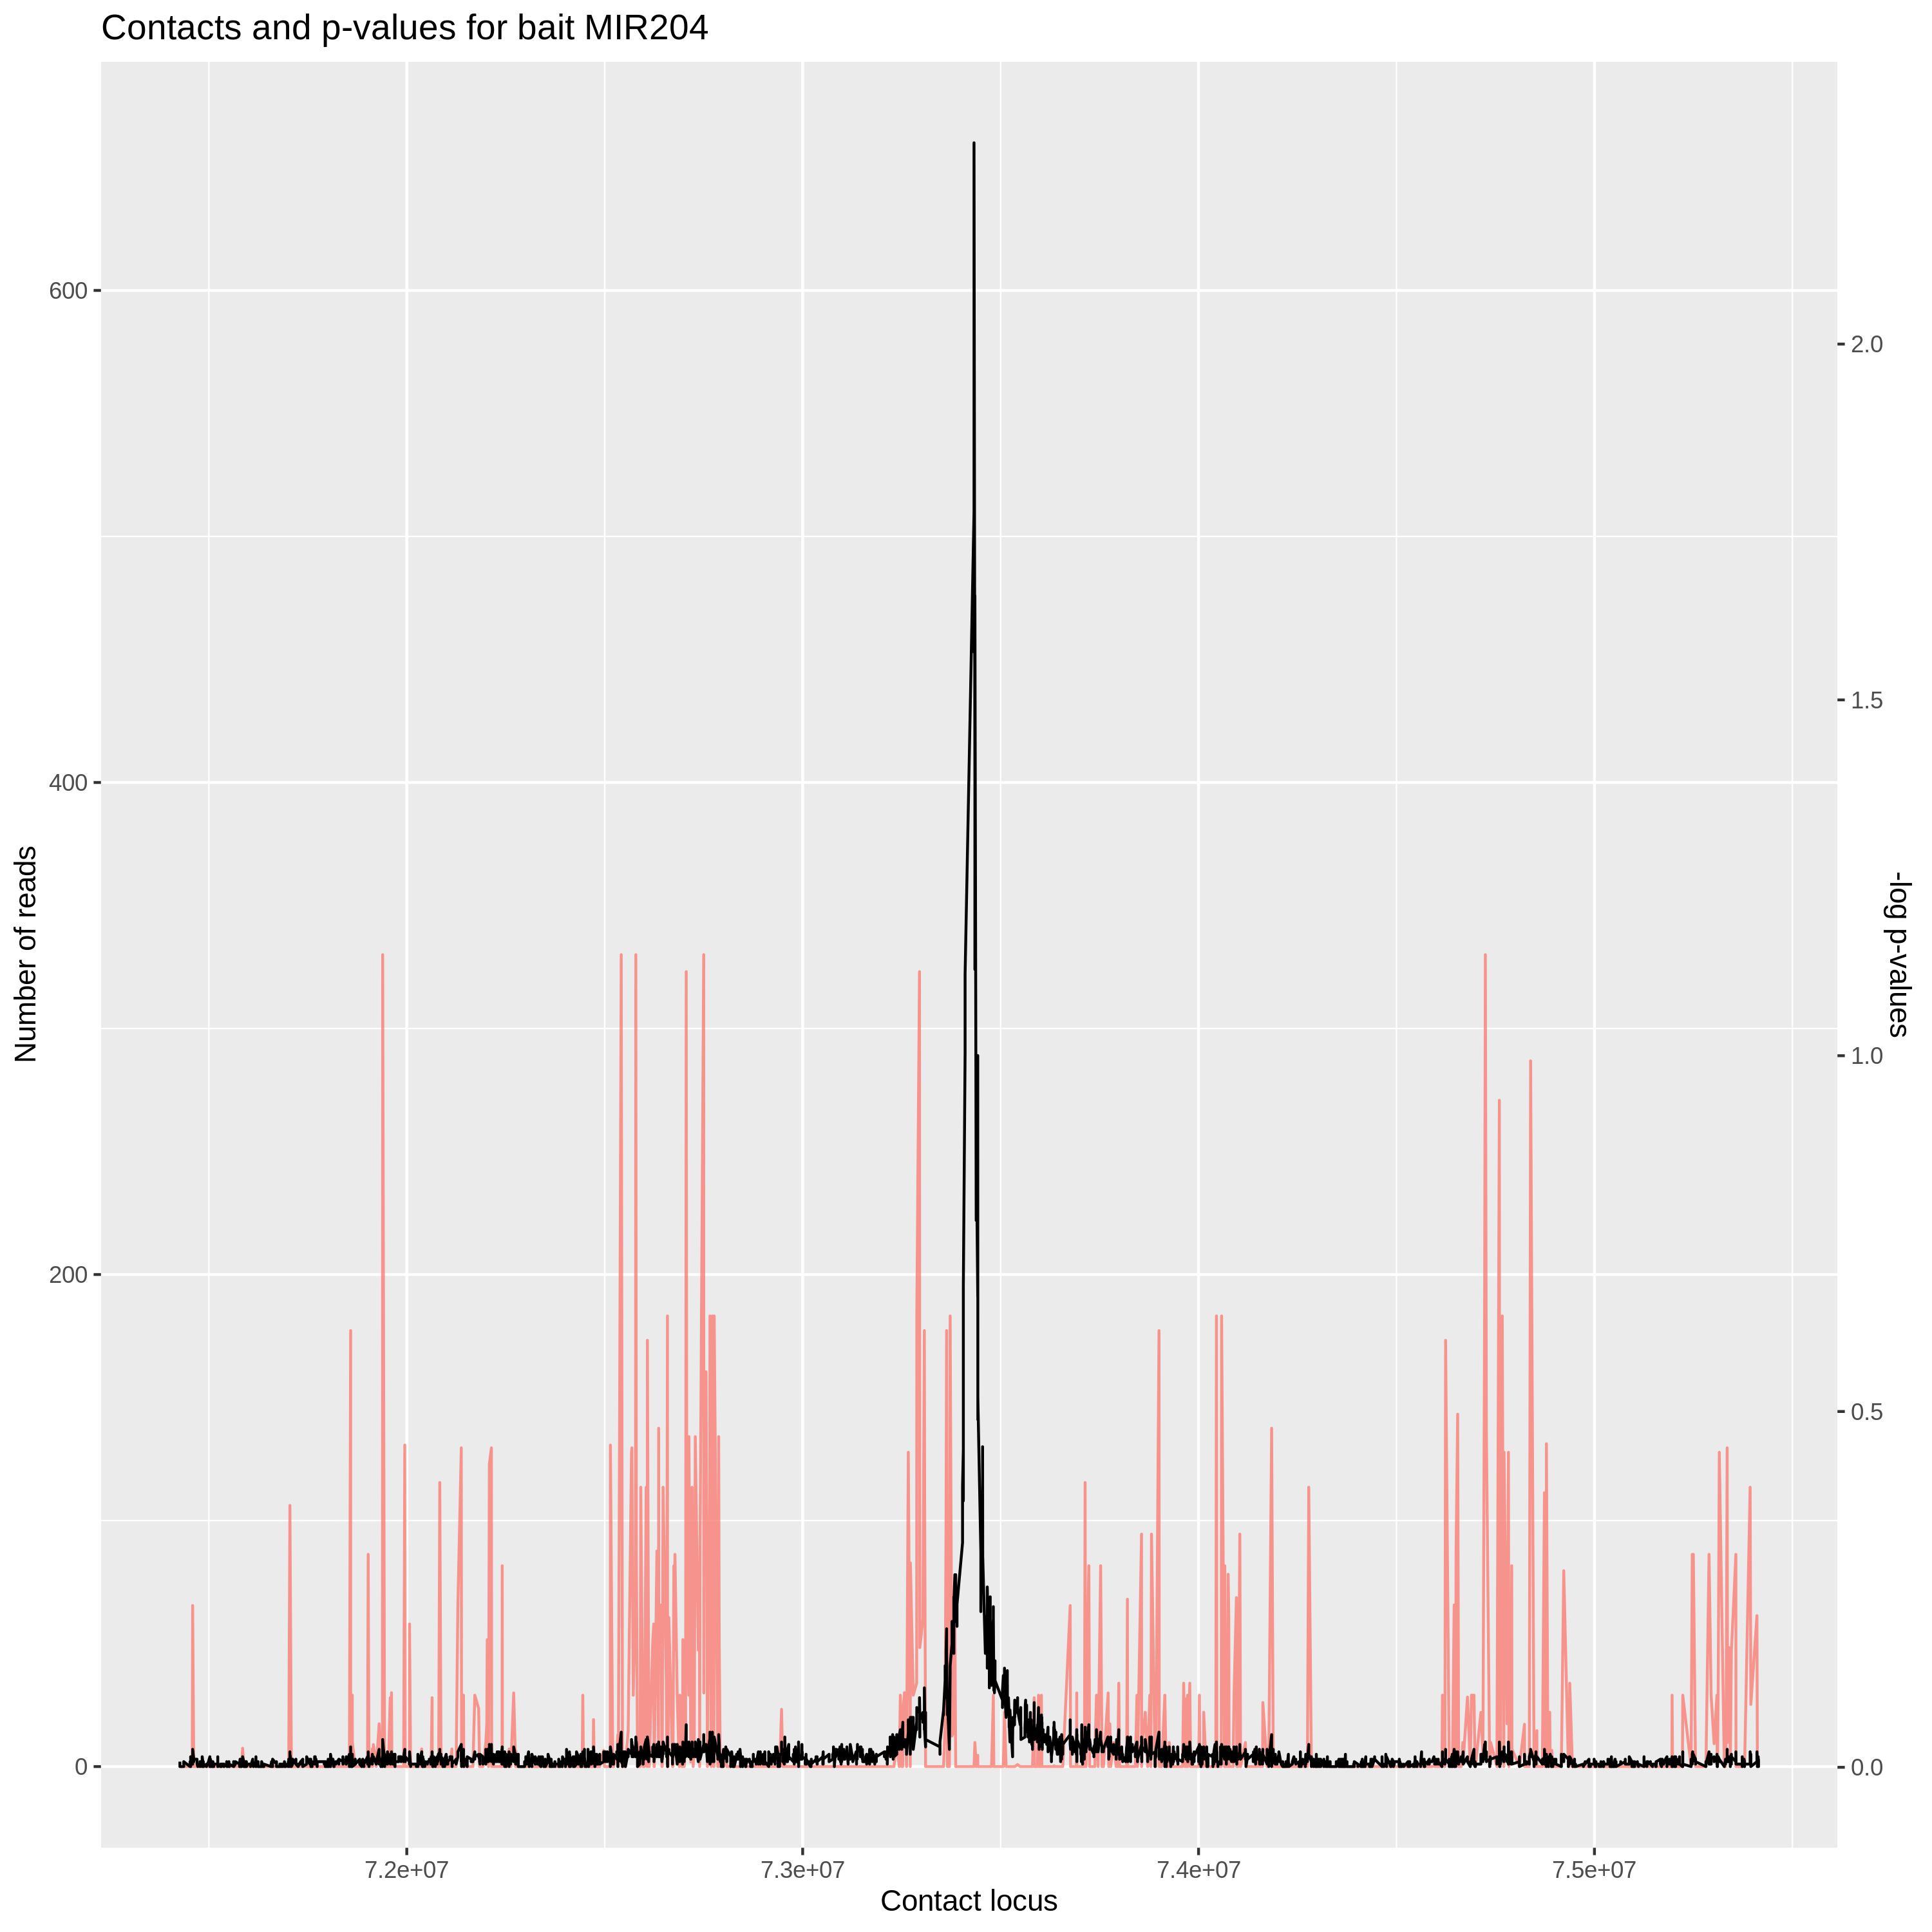 Contacts and p-values for bait MIR204
Number of reads
600
400
200
0
2.0
1.5
1.0
0.5
0.0
-log p-values
7.2e+07
7.3e+07
7.4e+07
7.5e+07
Contact locus